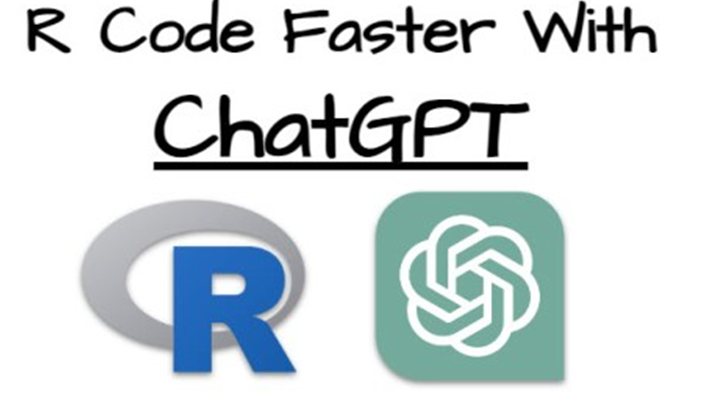 R Code Faster With
ChatGPT
R